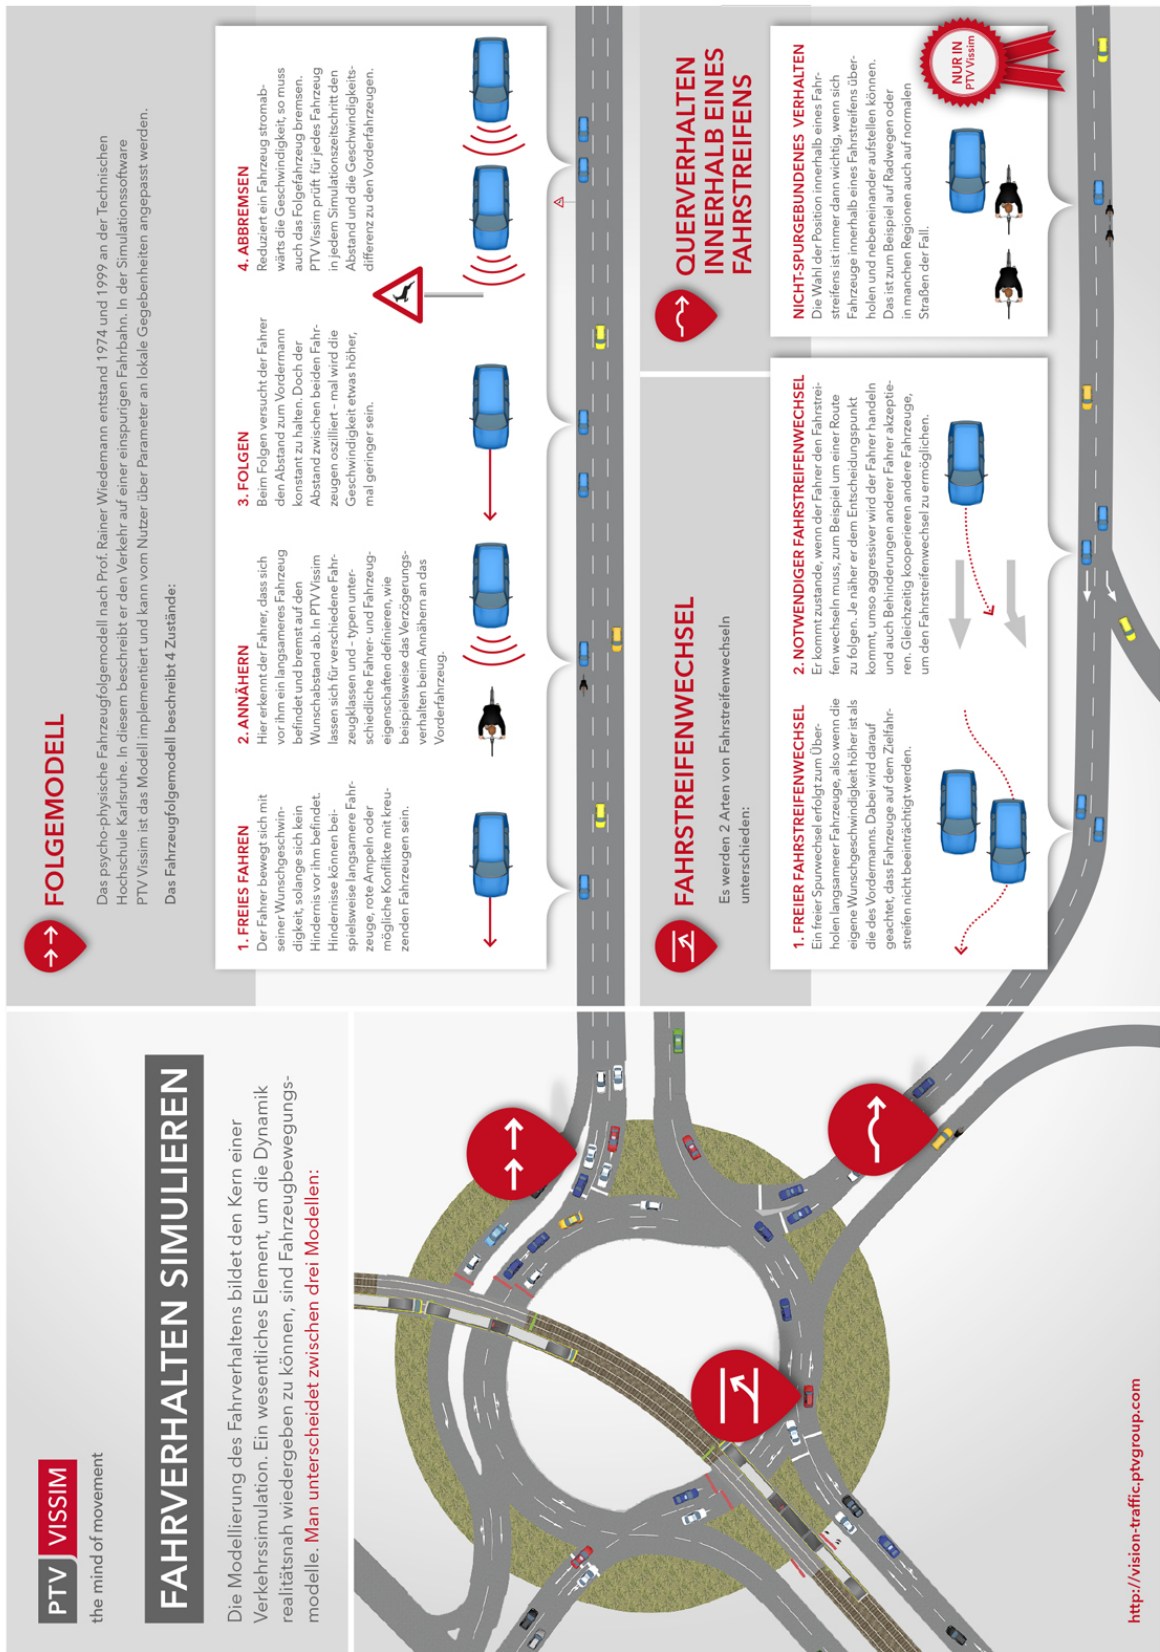 PTV VISSIM
the mind of movement
FAHRVERHALTEN SIMULIEREN
Die Modellierung des Fahrverhaltens bildet den Kern einer
Verkehrssimulation. Ein wesentliches Element, um die Dynamik
realitätsnah wiedergeben zu können, sind Fahrzeugbewegungs-
modelle. Man unterscheidet zwischen drei Modellen:
http://vision-traffic.ptvgroup.com
FOLGEMODELL
Das psycho-physische Fahrzeugfolgemodell nach Prof. Rainer Wiedemann entstand 1974 und 1999 an der Technischen
Hochschule Karlsruhe. In diesem beschreibt er den Verkehr auf einer einspurigen Fahrbahn. In der Simulationssoftware
PTV Vissim ist das Modell implementiert und kann vom Nutzer über Parameter an lokale Gegebenheiten angepasst werden.
Das Fahrzeugfolgemodell beschreibt 4 Zustände:
1. FREIES FAHREN
Der Fahrer bewegt sich mit
seiner Wunschgeschwin-
digkeit, solange sich kein
Hindernis vor ihm befindet.
Hindernisse können bei-
spielsweise langsamere Fahr-
zeuge, rote Ampeln oder
mögliche Konflikte mit kreu-
zenden Fahrzeugen sein.
2. ANNÄHERN
Hier erkennt der Fahrer, dass sich
vor ihm ein langsameres Fahrzeug
befindet und bremst auf den
Wunschabstand ab. In PTV Vissim
lassen sich für verschiedene Fahr-
zeugklassen und - typen unter-
schiedliche Fahrer- und Fahrzeug-
eigenschaften definieren, wie
beispielsweise das Verzögerungs-
verhalten beim Annähern an das
Vorderfahrzeug.
3. FOLGEN
Beim Folgen versucht der Fahrer
den Abstand zum Vordermann
konstant zu halten. Doch der
Abstand zwischen beiden Fahr-
zeugen oszilliert – mal wird die
Geschwindigkeit etwas höher,
mal geringer sein.
4. ABBREMSEN
Reduziert ein Fahrzeug stromab-
wärts die Geschwindigkeit, so muss
auch das Folgefahrzeug bremsen.
PTV Vissim prüft für jedes Fahrzeug
in jedem Simulationszeitschritt den
Abstand und die Geschwindigkeits-
differenz zu den Vorderfahrzeugen.
FAHRSTREIFENWECHSEL
Es werden 2 Arten von Fahrstreifenwechseln
unterschieden:
1. FREIER FAHRSTREIFENWECHSEL
Ein freier Spurwechsel erfolgt zum Über-
holen langsamerer Fahrzeuge, also wenn die
eigene Wunschgeschwindigkeit höher ist als
die des Vordermanns. Dabei wird darauf
geachtet, dass Fahrzeuge auf dem Zielfahr-
streifen nicht beeinträchtigt werden.
2. NOTWENDIGER FAHRSTREIFENWECHSEL
Er kommt zustande, wenn der Fahrer den Fahrstrei-
fen wechseln muss, zum Beispiel um einer Route
zu folgen. Je näher er dem Entscheidungspunkt
kommt, umso aggressiver wird der Fahrer handeln
und auch Behinderungen anderer Fahrer akzeptie-
ren. Gleichzeitig kooperieren andere Fahrzeuge,
um den Fahrstreifenwechsel zu ermöglichen.
QUERVERHALTEN
INNERHALB EINES
FAHRSTREIFENS
NICHT-SPURGEBUNDENES VERHALTEN
Die Wahl der Position innerhalb eines Fahr-
streifens ist immer dann wichtig, wenn sich
Fahrzeuge innerhalb eines Fahrstreifens über-
holen und nebeneinander aufstellen können.
Das ist zum Beispiel auf Radwegen oder
in manchen Regionen auch auf normalen
Straßen der Fall.
NUR IN
PTV Vissim